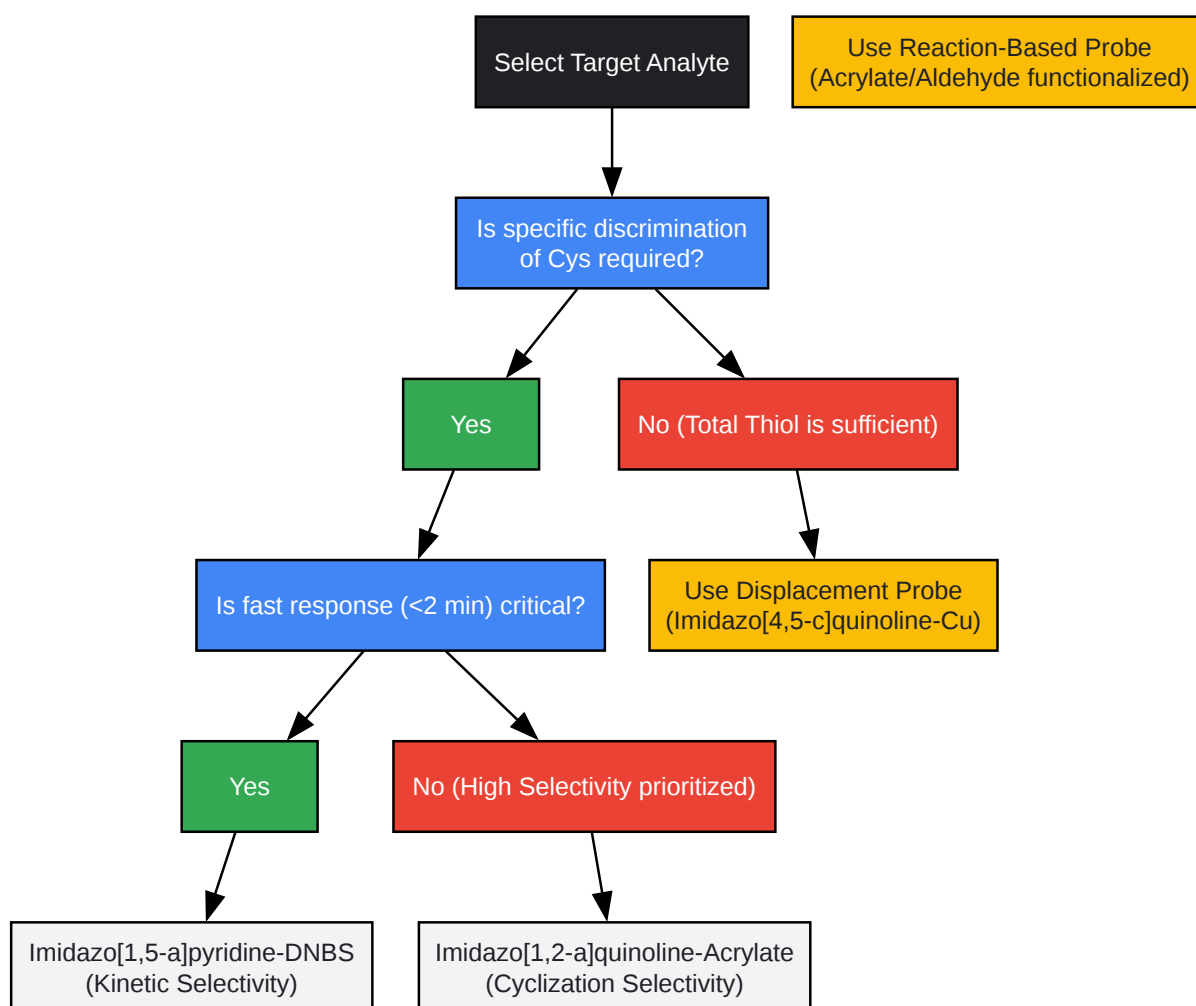 Select Target Analyte
Use Reaction-Based Probe
(Acrylate/Aldehyde functionalized)
Is specific discrimination
of Cys required?
Yes
No (Total Thiol is sufficient)
Is fast response (<2 min) critical?
Use Displacement Probe
(Imidazo[4,5-c]quinoline-Cu)
Yes
No (High Selectivity prioritized)
Imidazo[1,5-a]pyridine-DNBS
(Kinetic Selectivity)
Imidazo[1,2-a]quinoline-Acrylate
(Cyclization Selectivity)